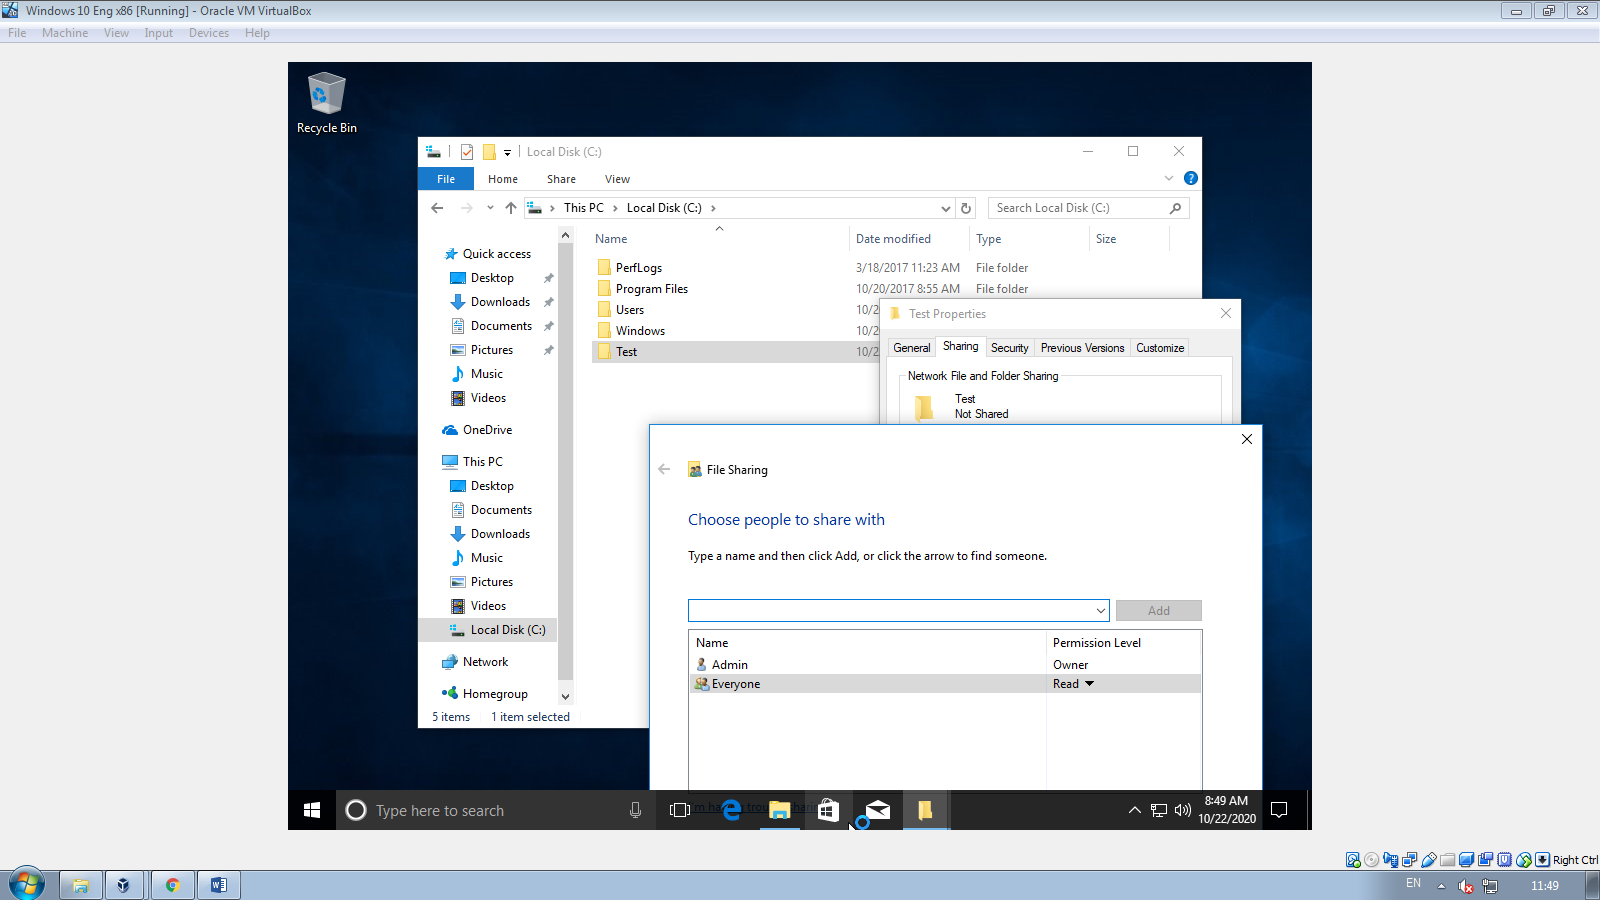 Windows 10 Eng x86 [Running] - Oracle VM VirtualBox
File Machine View Input Devices Help
Recycle Bin
Local Disk (C:)
File Home Share View
This PC Local Disk (C:)
Search Local Disk (C:)
Name Date modified Type Size
PerfLogs 3/18/2017 11:23 AM File folder
Program Files 10/20/2017 8:55 AM File folder
Users 10/2
Windows 10/2
Test 10/2
Quick access
Desktop
Downloads
Documents
Pictures
Music
Videos
OneDrive
This PC
Desktop
Documents
Downloads
Music
Pictures
Videos
Local Disk (C:)
Network
Homegroup
5 items 1 item selected
Test Properties
General Sharing Security Previous Versions Customize
Network File and Folder Sharing
Test
Not Shared
File Sharing
Choose people to share with
Type a name and then click Add, or click the arrow to find someone.
Add
Name Permission Level
Admin Owner
Everyone Read
Type here to search
8:49 AM
10/22/2020
Right Ctrl
EN
11:49